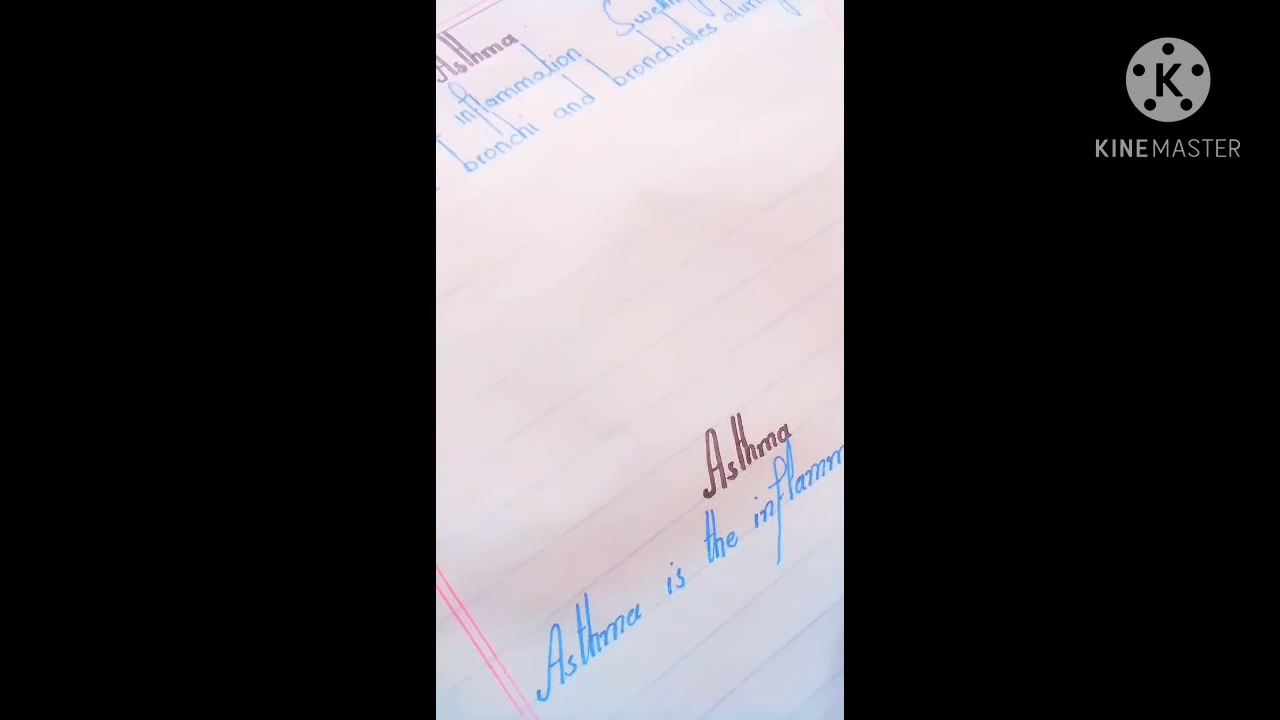 Asthma
inflammation
bronchi and bronchioles
Asthma
Asthma is the inflamm
KINEMASTER